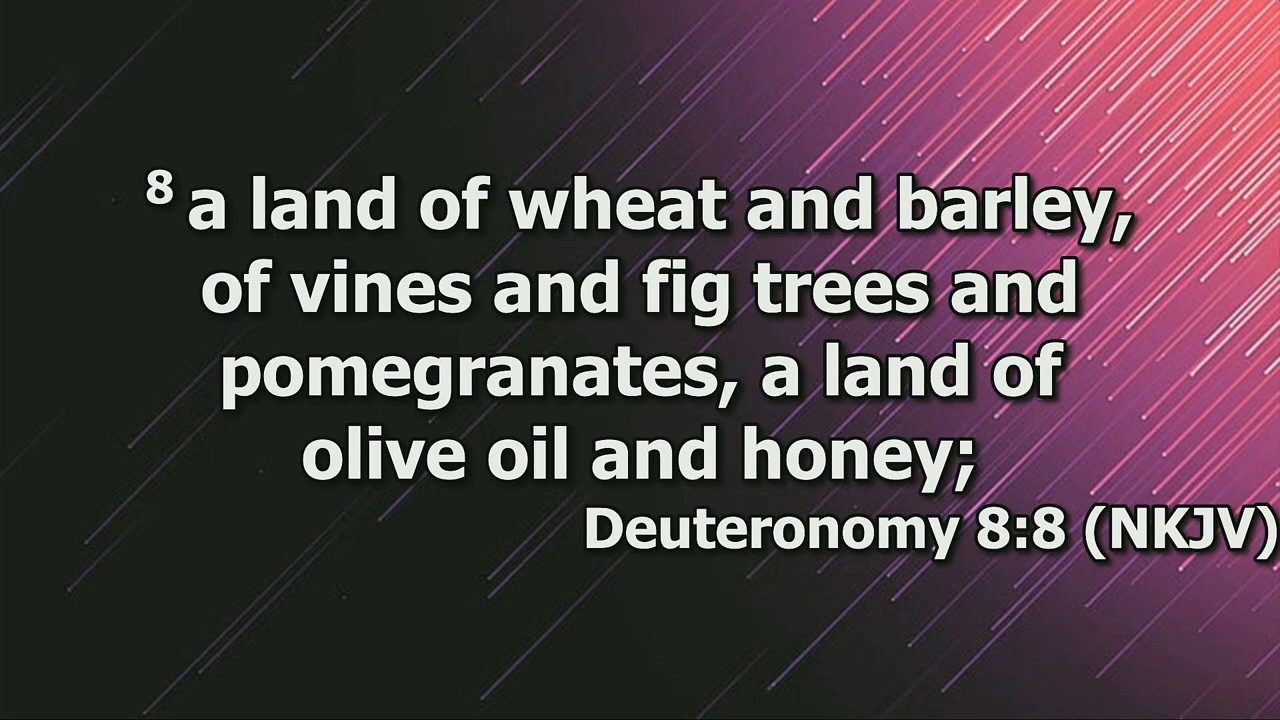 8 a land of wheat and barley,
of vines and fig trees and
pomegranates, a land of
olive oil and honey;
Deuteronomy 8:8 (NKJV)